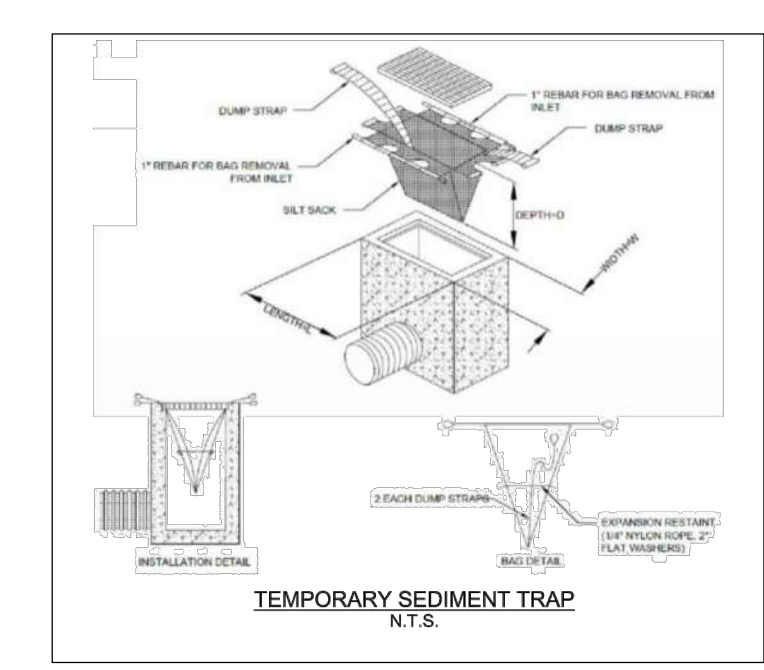 DUMP STRAP
1" REBAR FOR BAG REMOVAL FROM
INLET
DUMP STRAP
1" REBAR FOR BAG REMOVAL
FROM INLET
SILT SACK
DEPTH=D
WIDTH=W
LENGTH=L
2 EACH DUMP STRAPS
EXPANSION RESTAINT
(1/4" NYLON ROPE, 2"
FLAT WASHERS)
INSTALLATION DETAIL
BAG DETAIL
TEMPORARY SEDIMENT TRAP
N.T.S.